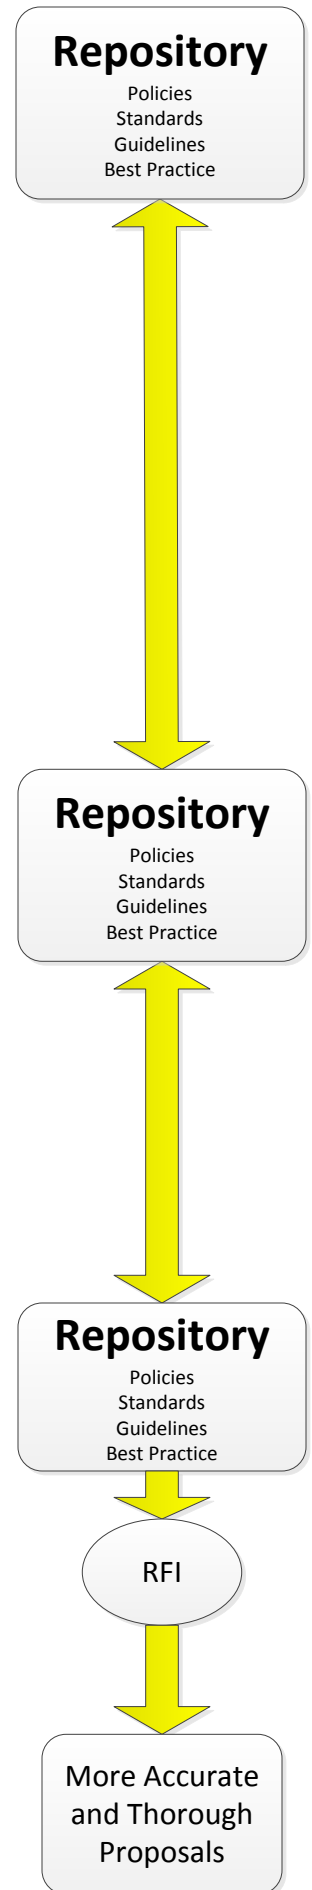 Repository
Policies
Standards
Guidelines
Best Practice
Repository
Policies
Standards
Guidelines
Best Practice
Repository
Policies
Standards
Guidelines
Best Practice
RFI
More Accurate
and Thorough
Proposals